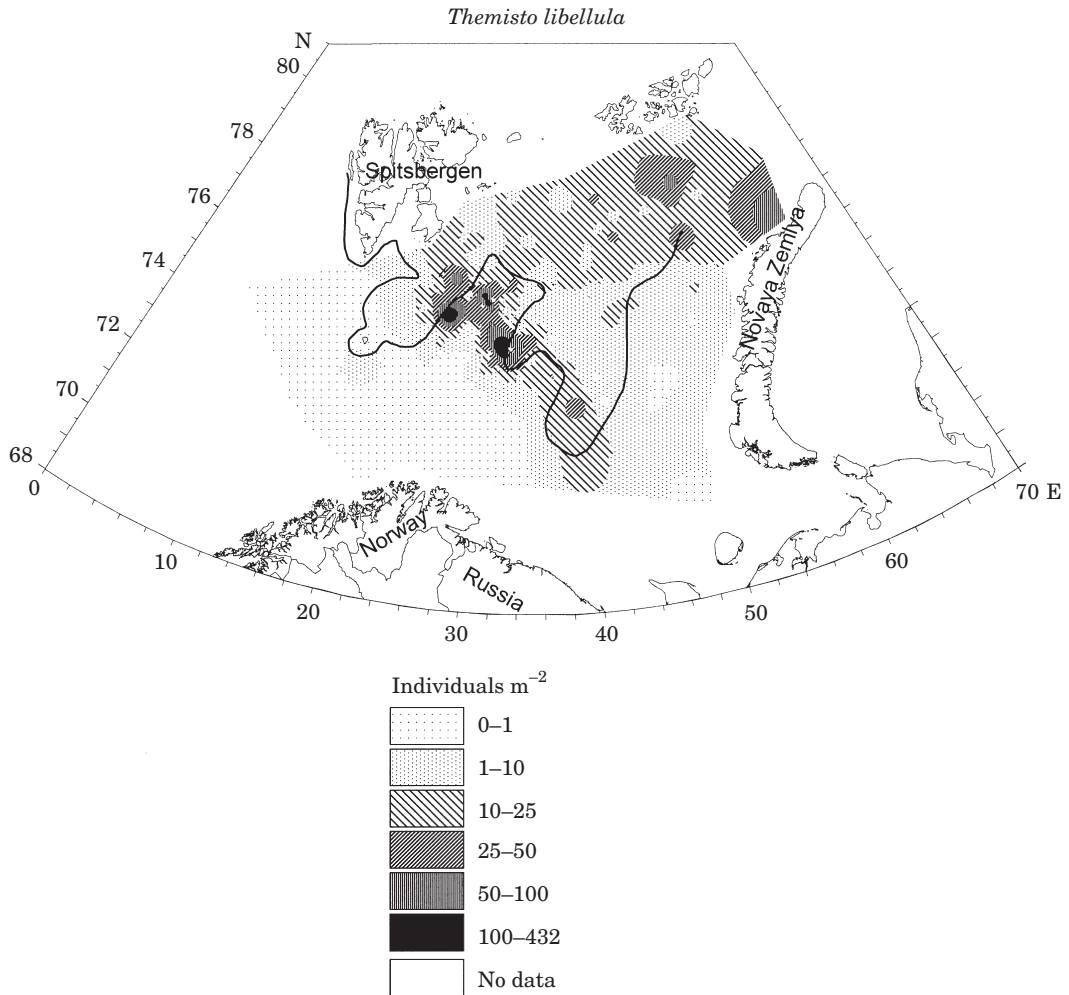 Themisto libellula
N
80
78
76
74
72
70
68
0
10
20
30
40
50
60
70 E
Spitsbergen
Novaya Zemlya
Norway
Russia
Individuals m⁻²
0–1
1–10
10–25
25–50
50–100
100–432
No data